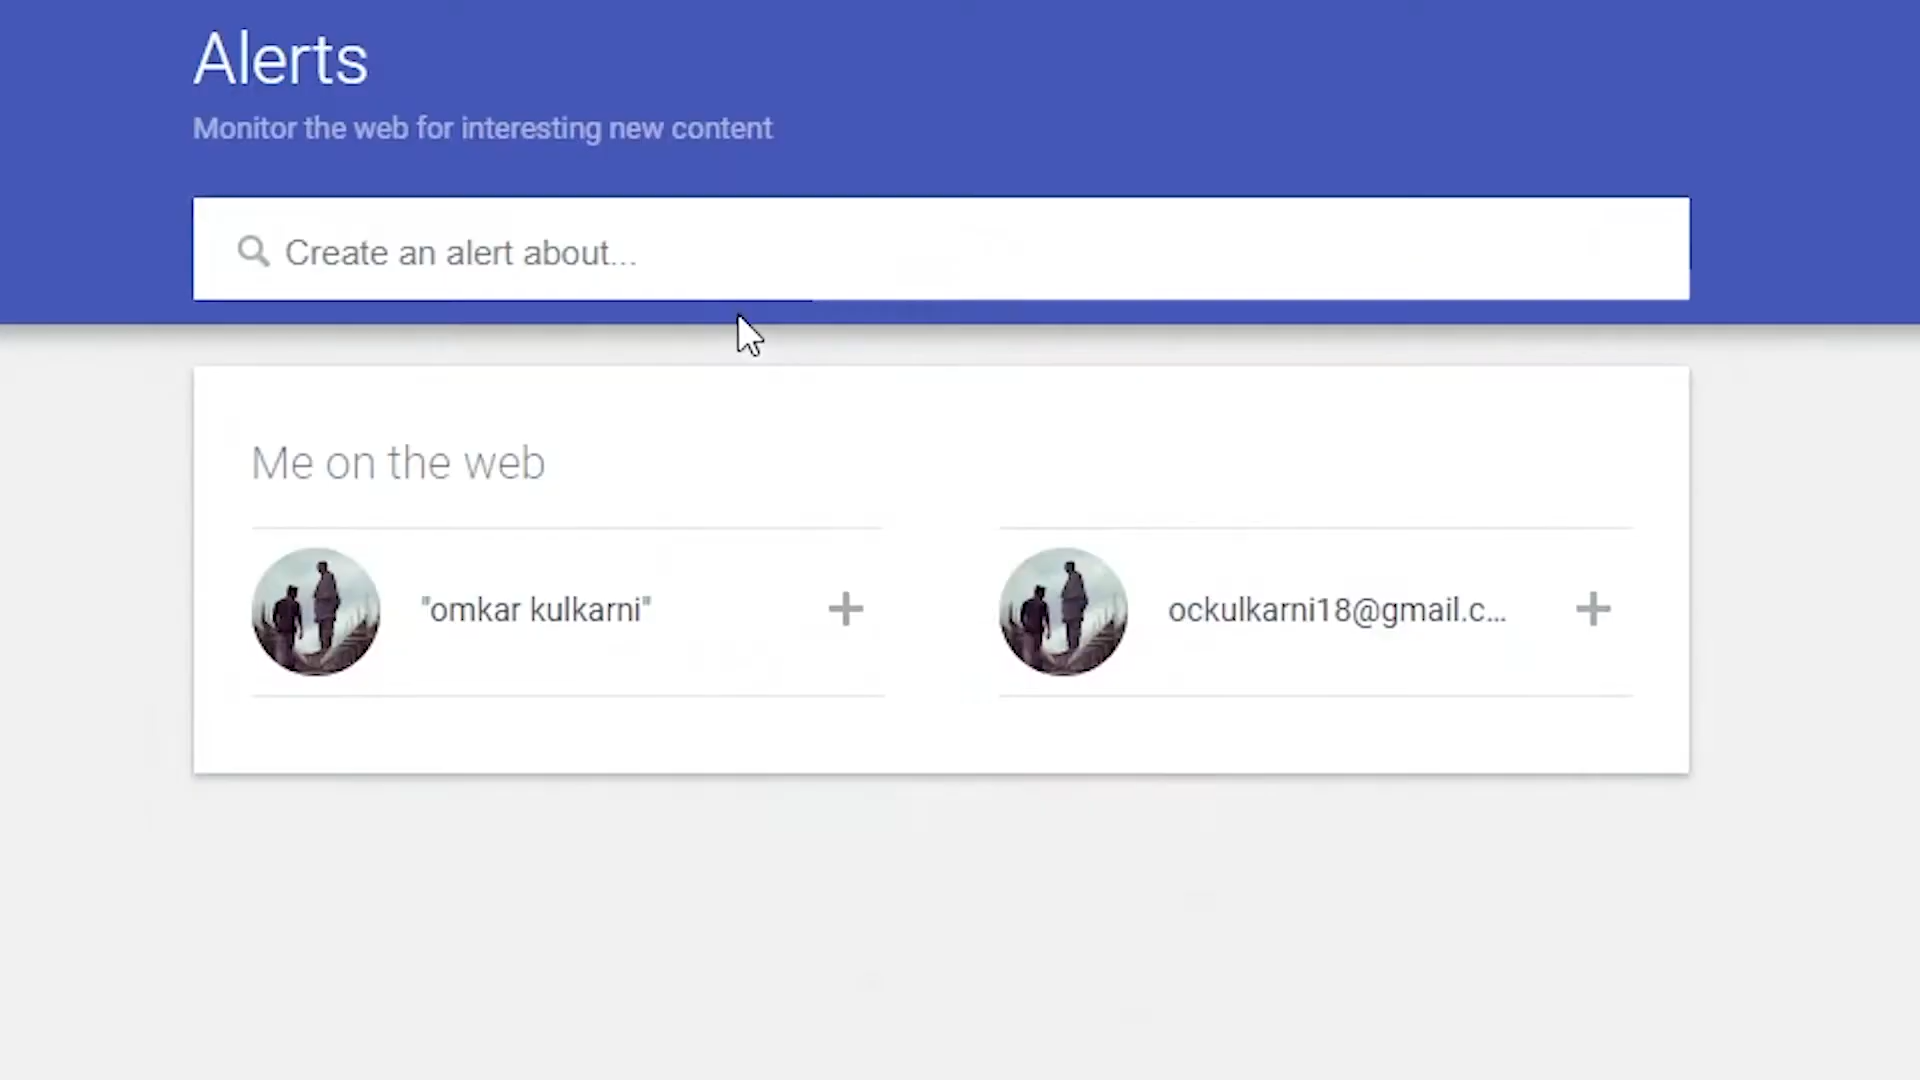 Alerts
Monitor the web for interesting new content
Create an alert about...
Me on the web
"omkar kulkarni"
ockulkarni18@gmail.c...